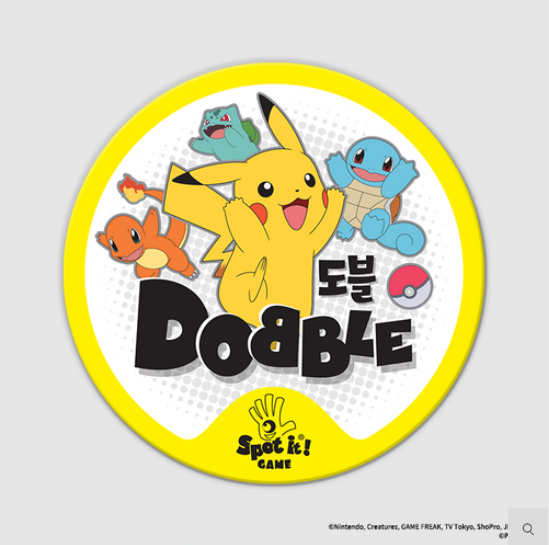 도블
DOBBLE
Spot it!®
GAME
©Nintendo, Creatures, GAME FREAK, TV Tokyo, ShoPro,